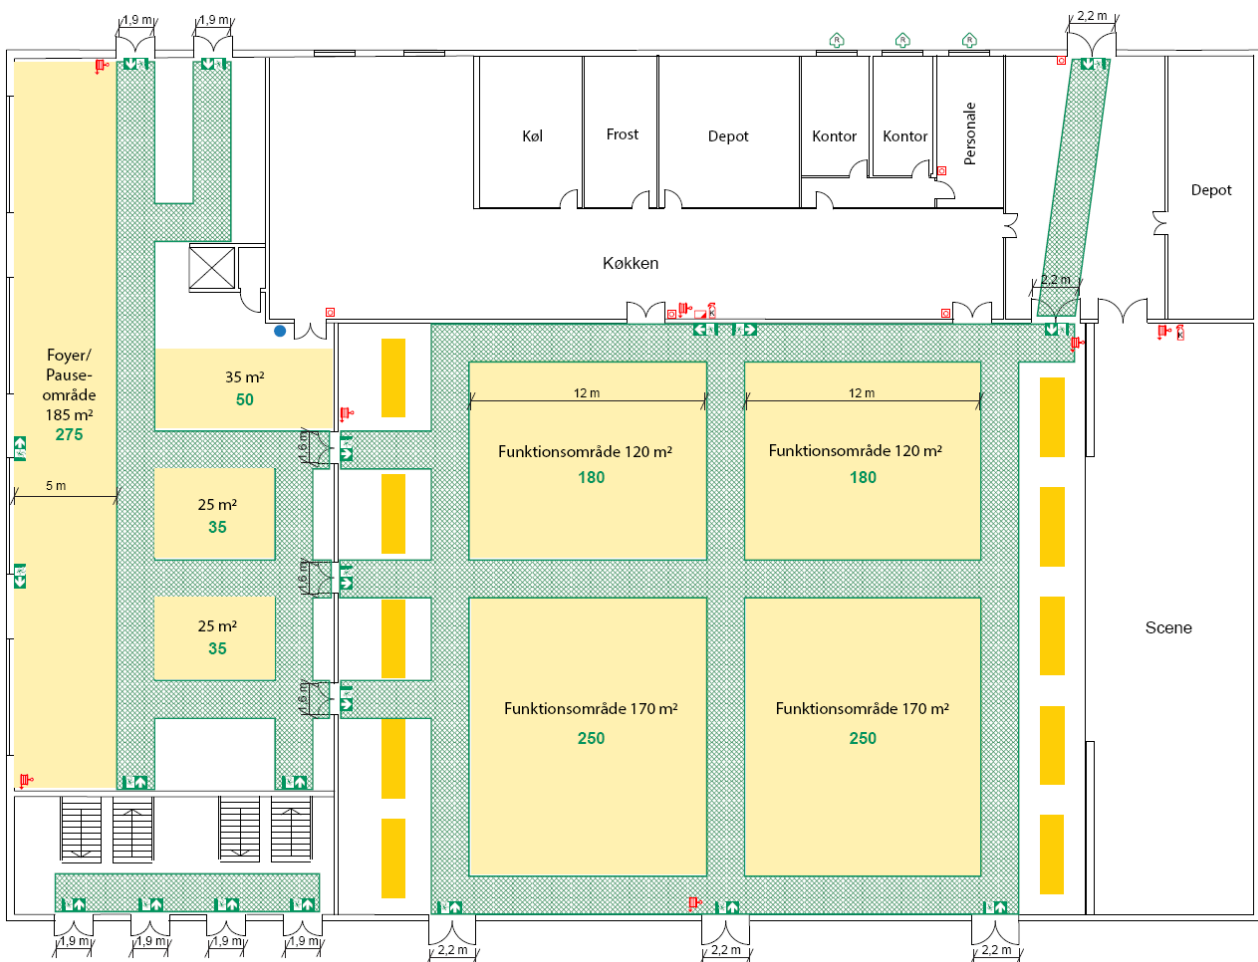 1,9 m
1,9 m
2,2 m
R
R
R
Køl
Frost
Depot
Kontor
Kontor
Personale
Depot
Køkken
2,2 m
K
K
Foyer/
Pause-
område
185 m²
275
35 m²
50
12 m
12 m
1,6 m
Funktionsområde 120 m²
180
Funktionsområde 120 m²
180
5 m
25 m²
35
1,6 m
25 m²
35
Scene
1,6 m
Funktionsområde 170 m²
250
Funktionsområde 170 m²
250
1,9 m
1,9 m
1,9 m
1,9 m
2,2 m
2,2 m
2,2 m